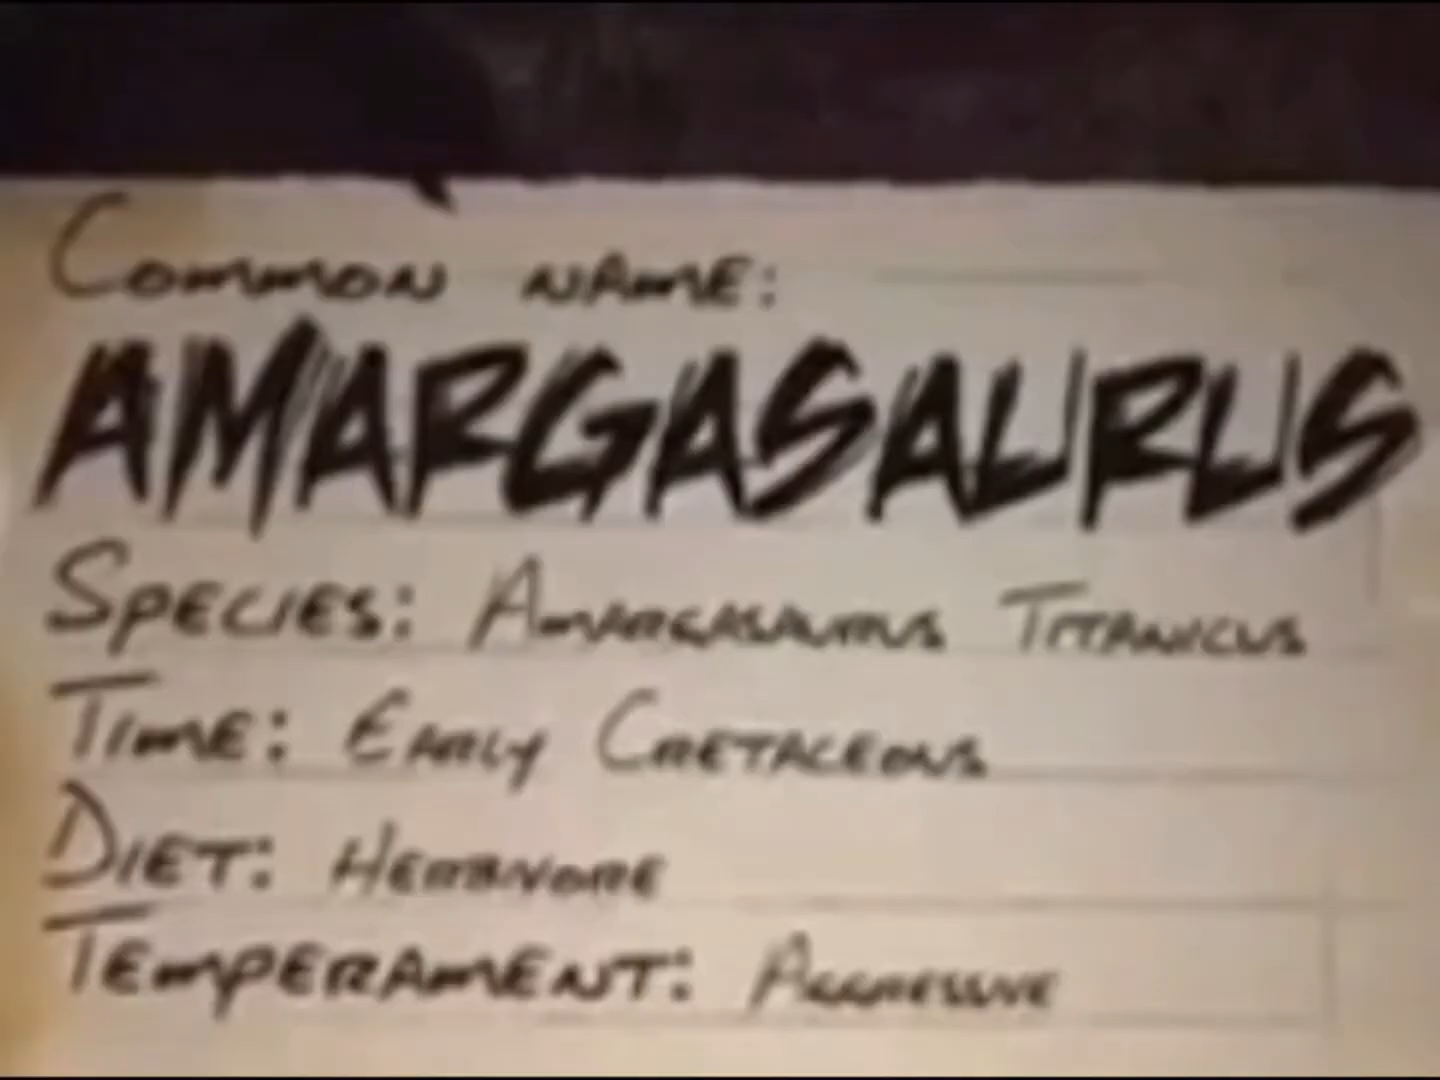 Common name:
AMARGASAURUS
Species: Amargasaurus Titanicus
Time: Early Cretaceous
Diet: Herbivore
Temperament: Aggressive